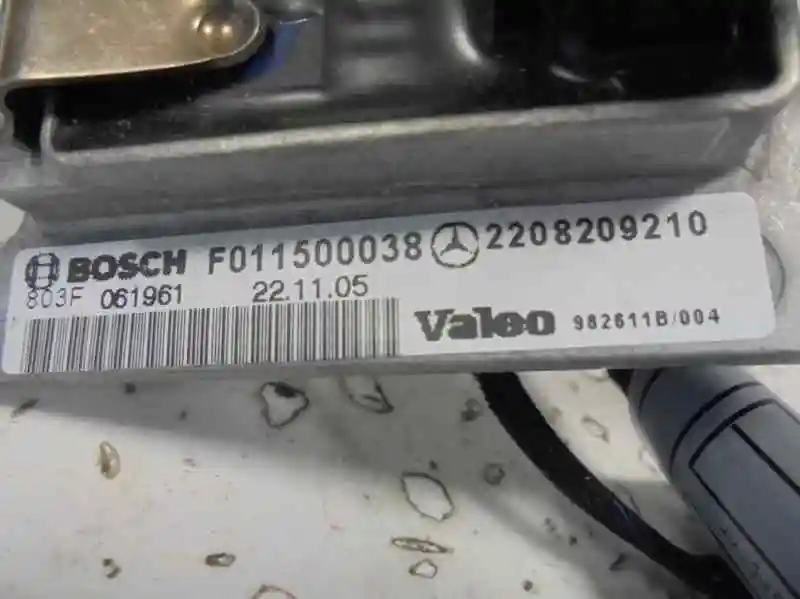 BOSCH F011500038 2208209210
803F 061961 22.11.05
Valeo 982611B/004